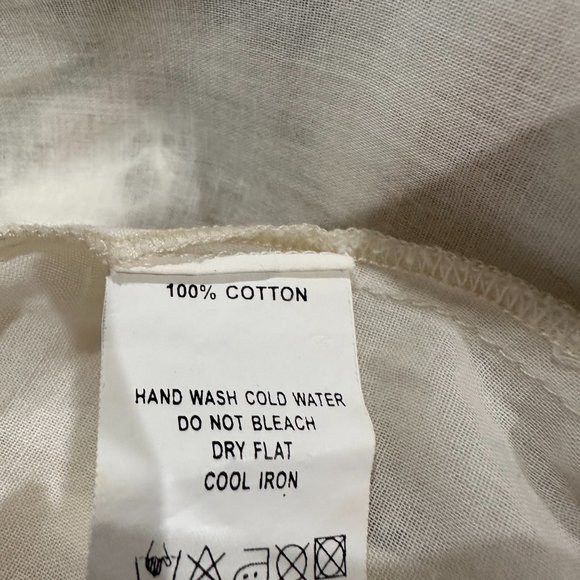 100% COTTON
HAND WASH COLD WATER
DO NOT BLEACH
DRY FLAT
COOL IRON